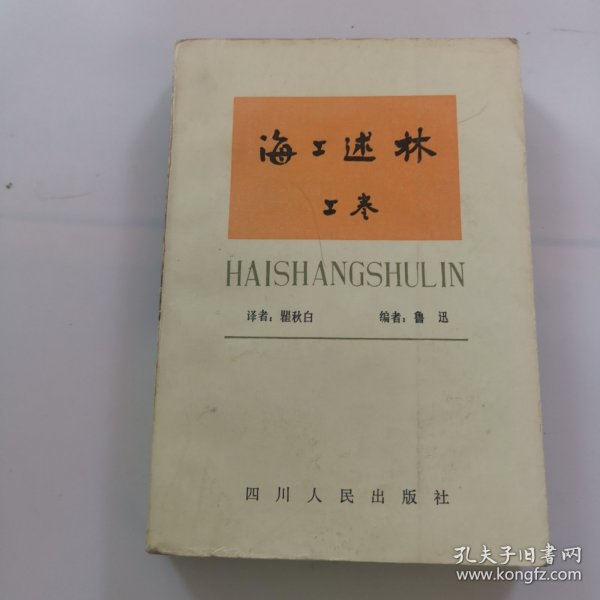 海上述林
上卷
HAISHANGSHULIN
译者：瞿秋白 编者：鲁 迅
四川人民出版社
孔夫子旧书网
www.kongfz.com